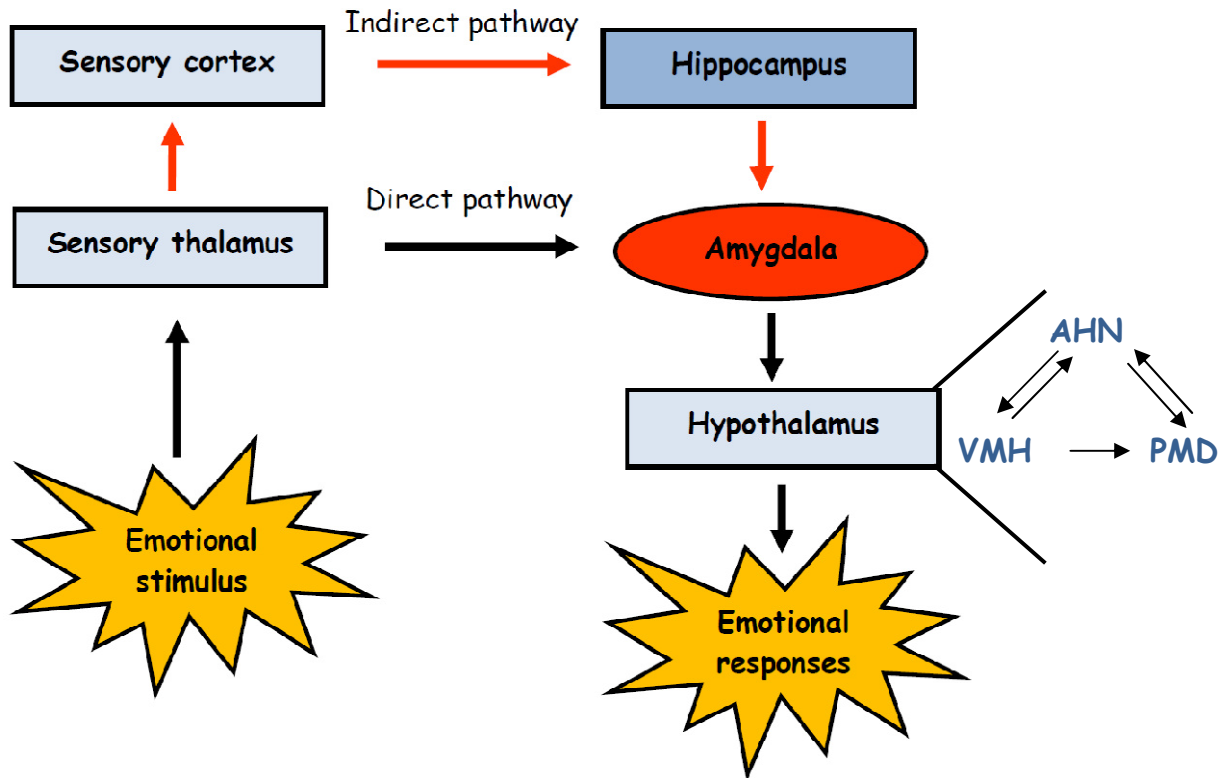 Indirect pathway
Sensory cortex
Hippocampus
Direct pathway
Sensory thalamus
Amygdala
AHN
Hypothalamus
VMH
PMD
Emotional
stimulus
Emotional
responses